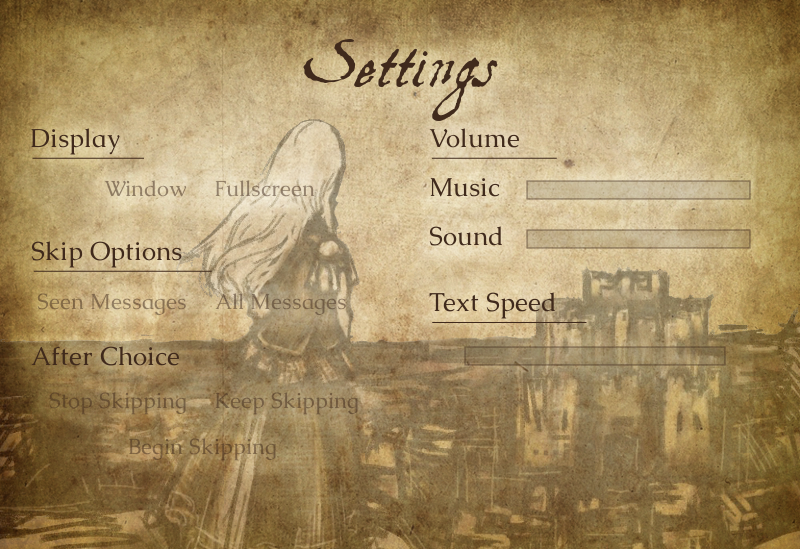 Settings
Display
Window Fullscreen
Skip Options
Seen Messages All Messages
After Choice
Stop Skipping Keep Skipping
Begin Skipping
Volume
Music
Sound
Text Speed